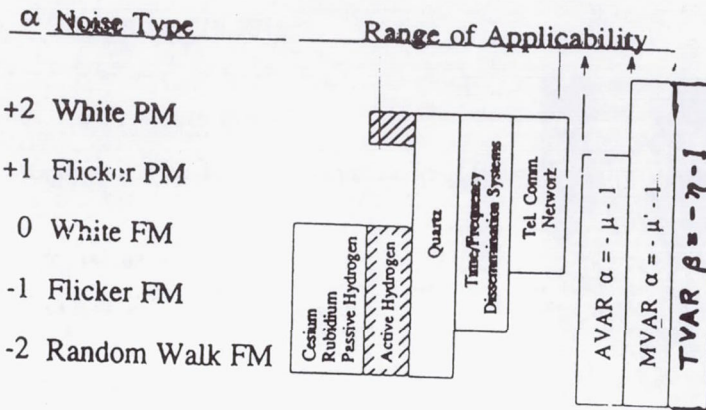 α Noise Type Range of Applicability
+2 White PM
+1 Flicker PM
0 White FM
-1 Flicker FM
-2 Random Walk FM
Cesium
Rubidium
Passive Hydrogen
Active Hydrogen
Quartz
Time/Frequency
Dissemination Systems
Tel. Comm.
Network
AVAR α = - μ - 1
MVAR α = - μ' - 1
TVAR β = - η - 1